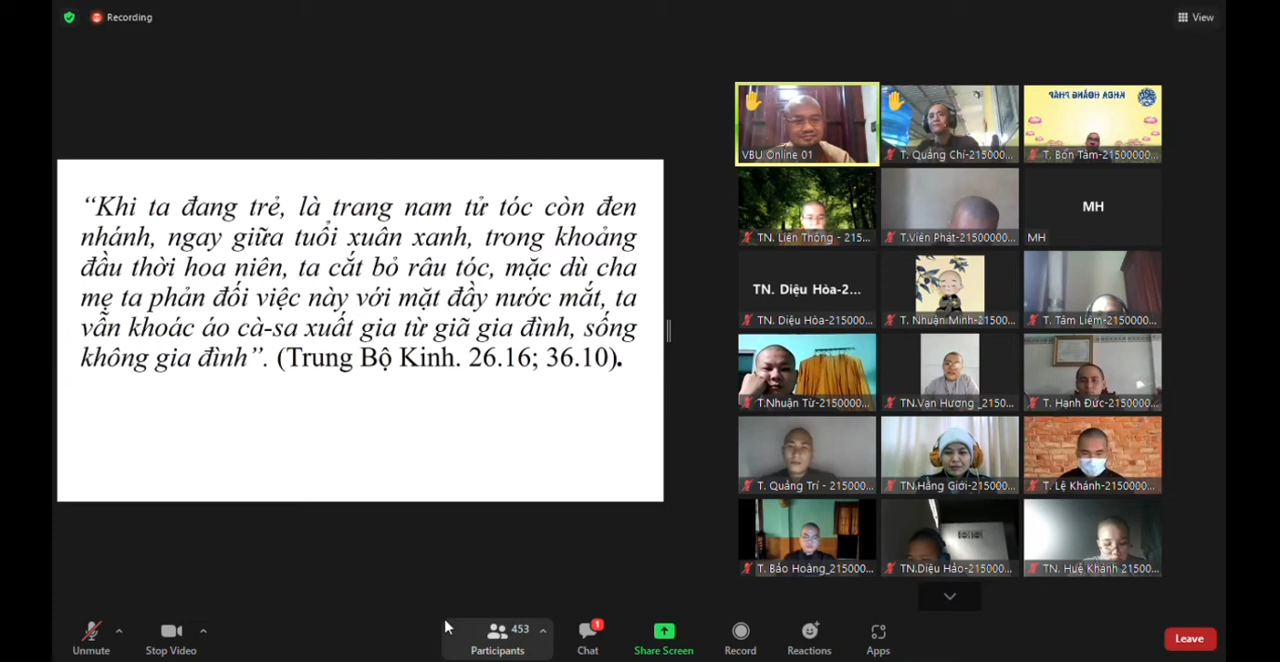 Recording
View
“Khi ta đang trẻ, là trang nam tử tóc còn đen
nhánh, ngay giữa tuổi xuân xanh, trong khoảng
đầu thời hoa niên, ta cắt bỏ râu tóc, mặc dù cha
mẹ ta phản đối việc này với mặt đầy nước mắt, ta
vẫn khoác áo cà-sa xuất gia từ giã gia đình, sống
không gia đình”. (Trung Bộ Kinh. 26.16; 36.10).
VBU Online 01
T. Quảng Chí-215000...
KHOA HOẰNG PHÁP
T. Bổn Tâm-21500000...
TN. Liên Thông - 215...
T.Viên Phát-2150000...
MH
MH
TN. Diệu Hòa-2...
TN. Diệu Hòa-215000...
T. Nhuận Minh-21500...
T. Tâm Liêm-2150000...
T.Nhuận Từ-2150000...
TN.Vạn Hương _2150...
T. Hạnh Đức-2150000...
T. Quảng Trí - 215000...
TN.Hằng Giới-215000...
T. Lệ Khánh-2150000...
T. Bảo Hoàng_215000...
TN.Diệu Hảo-215000...
TN. Huệ Khánh 21500...
Unmute
Stop Video
453
Participants
1
Chat
Share Screen
Record
Reactions
Apps
Leave